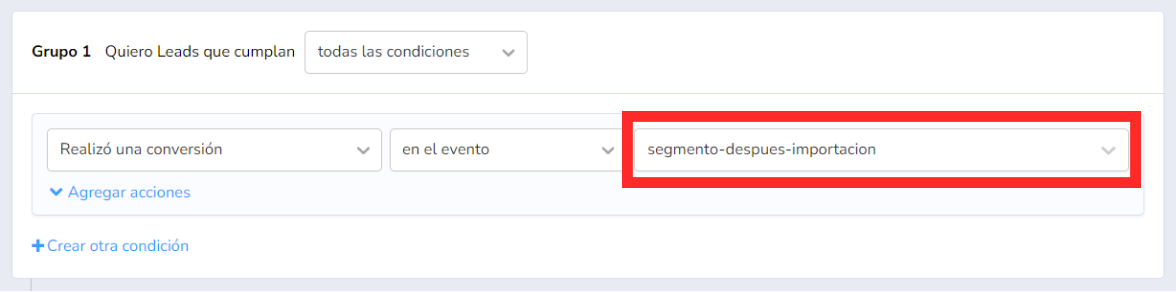 Grupo 1 Quiero Leads que cumplan todas las condiciones
Realizó una conversión en el evento segmento-despues-importacion
Agregar acciones
Crear otra condición